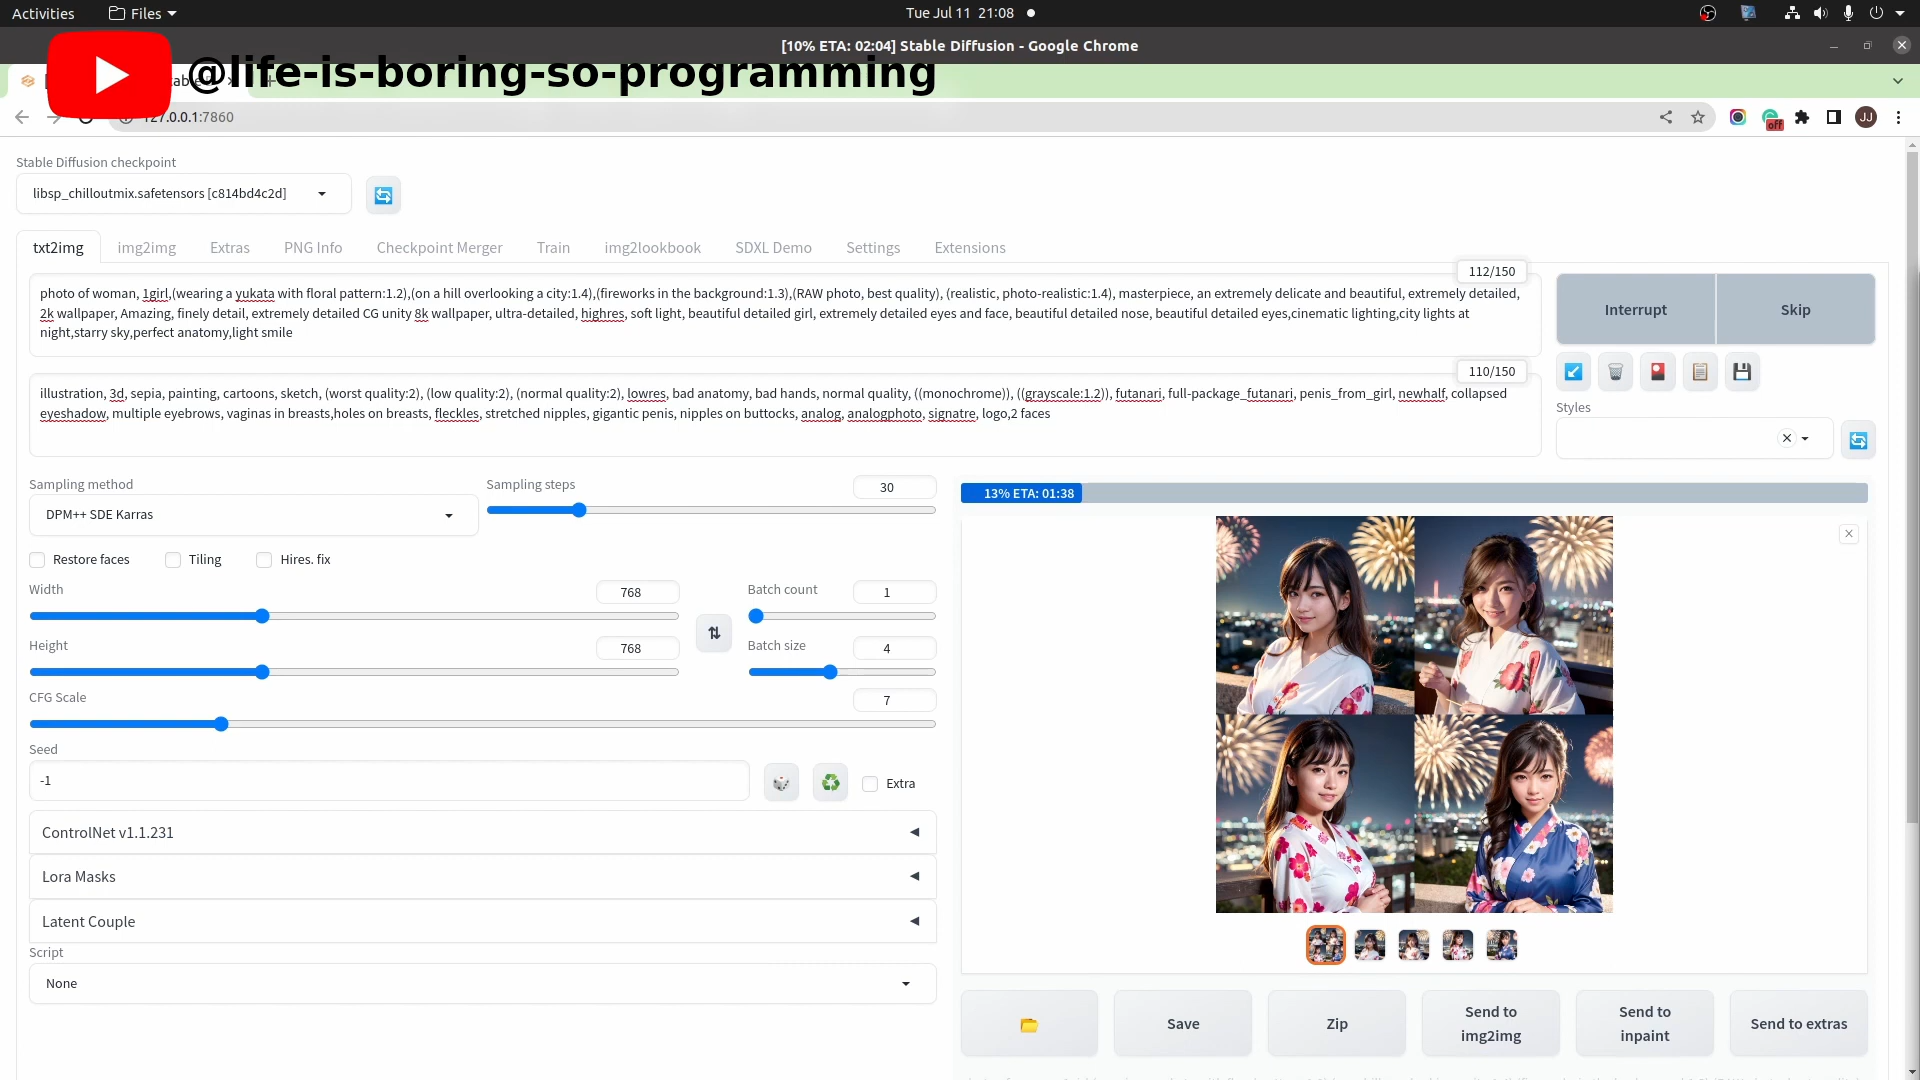 Activities
Files
Tue Jul 11 21:08
[10% ETA: 02:04] Stable Diffusion - Google Chrome
@life-is-boring-so-programming
127.0.0.1:7860
off
JJ
Stable Diffusion checkpoint
libsp_chilloutmix.safetensors [c814bd4c2d]
txt2img
img2img
Extras
PNG Info
Checkpoint Merger
Train
img2lookbook
SDXL Demo
Settings
Extensions
112/150
photo of woman, 1girl,(wearing a yukata with floral pattern:1.2),(on a hill overlooking a city:1.4),(fireworks in the background:1.3),(RAW photo, best quality), (realistic, photo-realistic:1.4), masterpiece, an extremely delicate and beautiful, extremely detailed,
2k wallpaper, Amazing, finely detail, extremely detailed CG unity 8k wallpaper, ultra-detailed, highres, soft light, beautiful detailed girl, extremely detailed eyes and face, beautiful detailed nose, beautiful detailed eyes,cinematic lighting,city lights at
night,starry sky,perfect anatomy,light smile
Interrupt
Skip
110/150
illustration, 3d, sepia, painting, cartoons, sketch, (worst quality:2), (low quality:2), (normal quality:2), lowres, bad anatomy, bad hands, normal quality, ((monochrome)), ((grayscale:1.2)), futanari, full-package_futanari, penis_from_girl, newhalf, collapsed
eyeshadow, multiple eyebrows, vaginas in breasts,holes on breasts, fleckles, stretched nipples, gigantic penis, nipples on buttocks, analog, analogphoto, signatre, logo,2 faces
Styles
Sampling method
DPM++ SDE Karras
Sampling steps
30
13% ETA: 01:38
Restore faces
Tiling
Hires. fix
Width
768
Batch count
1
Height
768
Batch size
4
CFG Scale
7
Seed
-1
Extra
ControlNet v1.1.231
Lora Masks
Latent Couple
Script
None
Save
Zip
Send to
img2img
Send to
inpaint
Send to extras